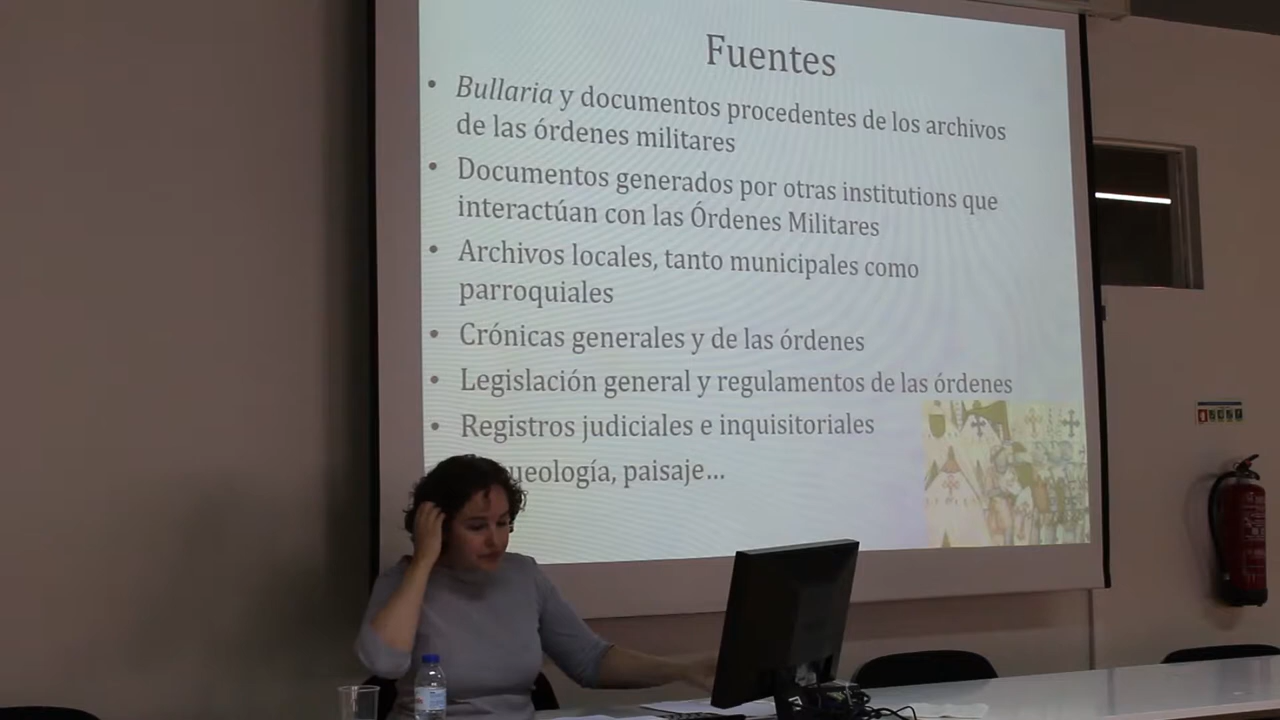 Fuentes
• Bullaria y documentos procedentes de los archivos
de las órdenes militares
• Documentos generados por otras institutions que
interactúan con las Órdenes Militares
• Archivos locales, tanto municipales como
parroquiales
• Crónicas generales y de las órdenes
• Legislación general y regulamentos de las órdenes
• Registros judiciales e inquisitoriales
ueología, paisaje...